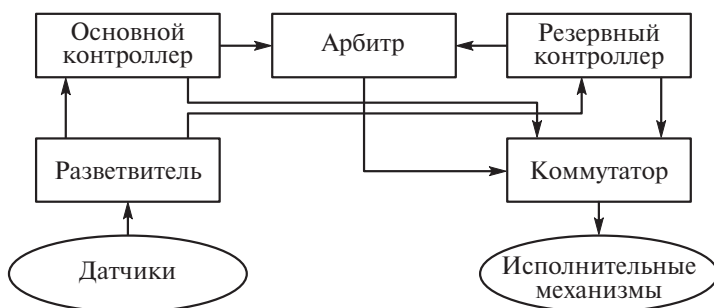 Основной
контроллер
Арбитр
Резервный
контроллер
Разветвитель
Коммутатор
Датчики
Исполнительные
механизмы